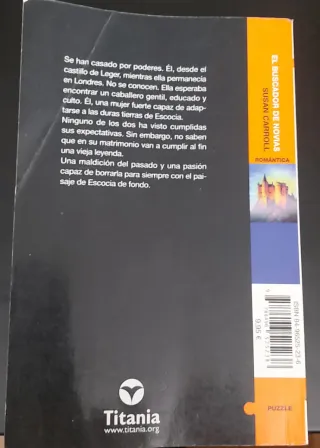 Se han casado por poderes. Él, desde el
castillo de Leger, mientras ella permanecía
en Londres. No se conocen. Ella esperaba
encontrar un caballero gentil, educado y
culto. Él, una mujer fuerte capaz de adap-
tarse a las duras tierras de Escocia.
Ninguno de los dos ha visto cumplidas
sus expectativas. Sin embargo, no saben
que en su matrimonio van a cumplir al fin
una vieja leyenda.
Una maldición del pasado y una pasión
capaz de borrarla para siempre con el pai-
saje de Escocia de fondo.
Titania
www.titania.org
EL BUSCADOR DE NOVIAS
SUSAN CARROLL
ROMÁNTICA
9,95 €
PUZZLE